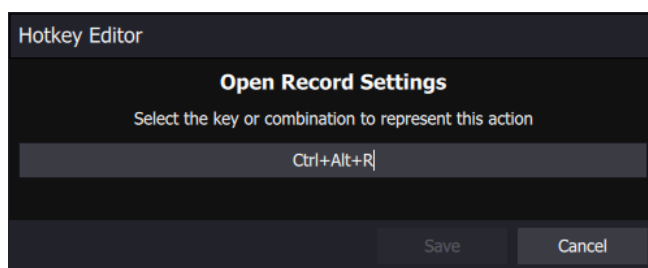 Hotkey Editor
Open Record Settings
Select the key or combination to represent this action
Ctrl+Alt+R
Save
Cancel